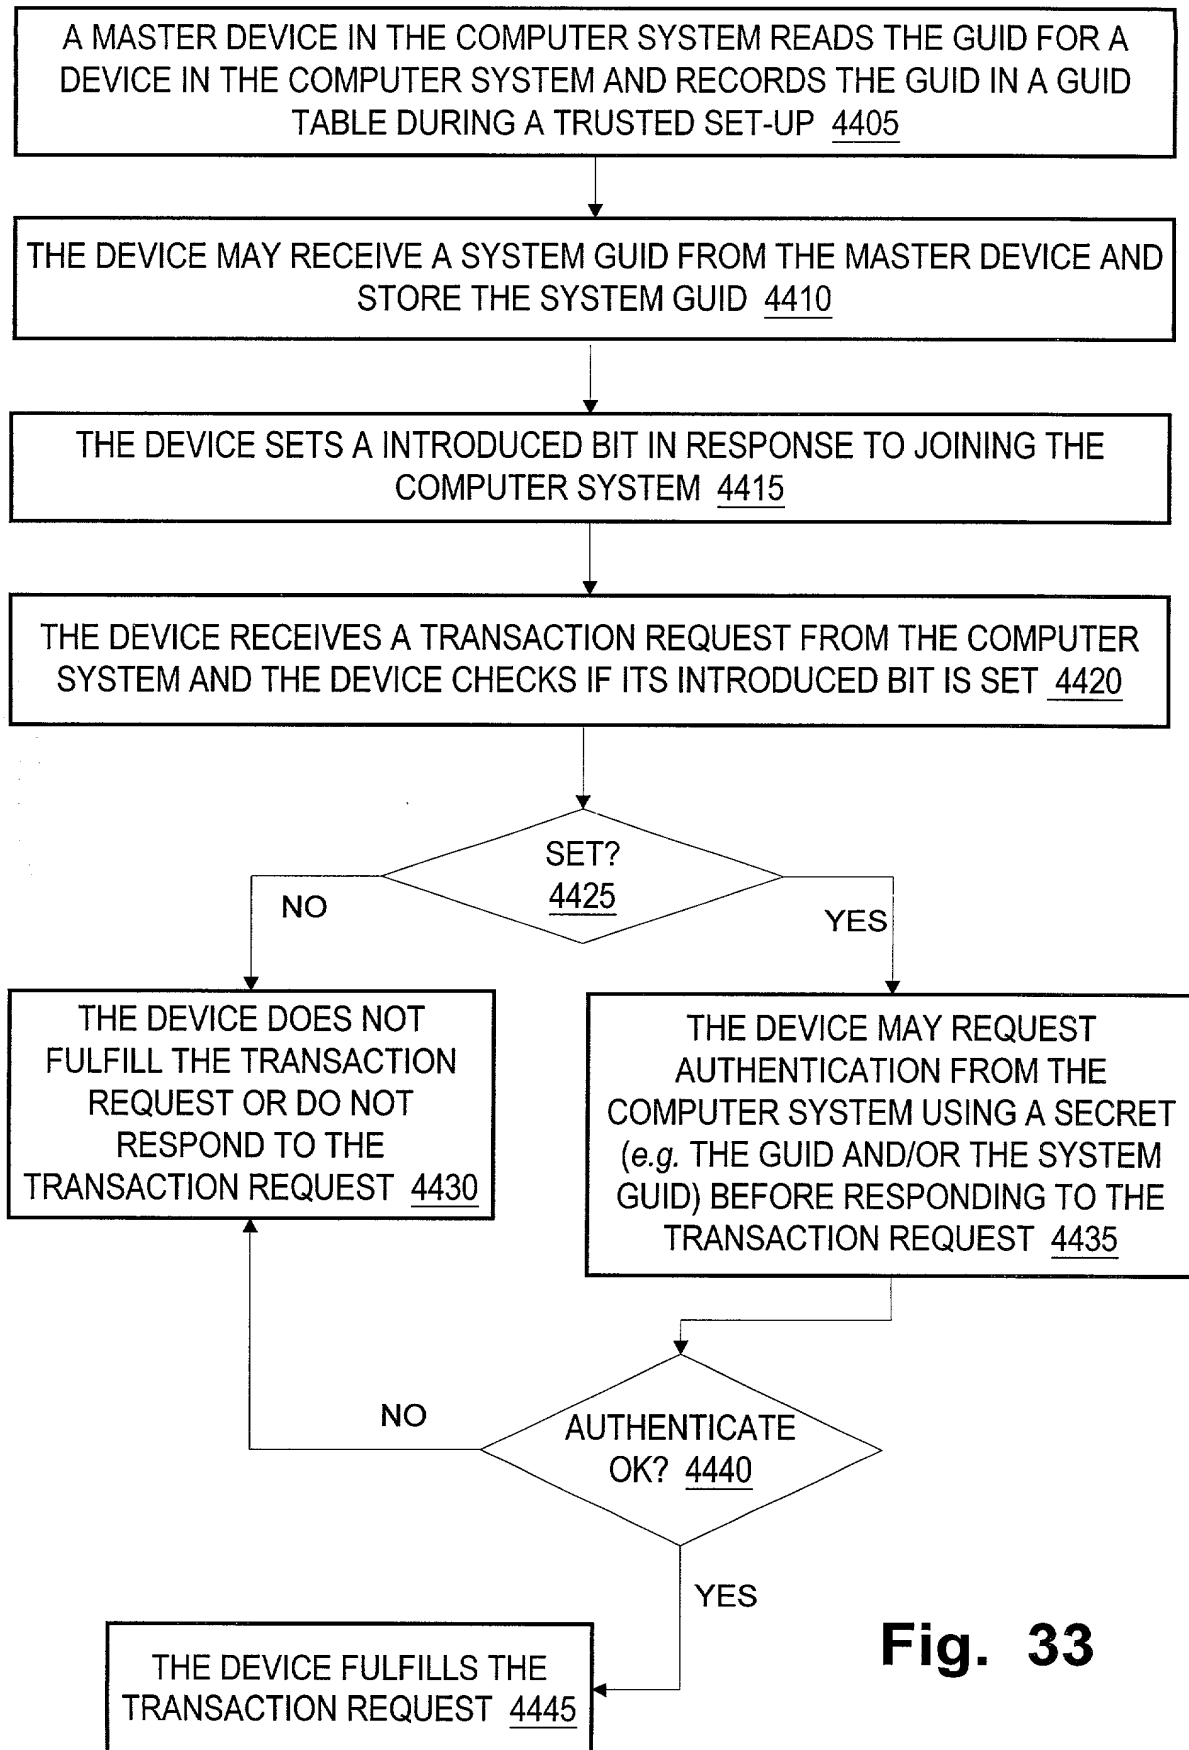 A MASTER DEVICE IN THE COMPUTER SYSTEM READS THE GUID FOR A
DEVICE IN THE COMPUTER SYSTEM AND RECORDS THE GUID IN A GUID
TABLE DURING A TRUSTED SET-UP 4405
THE DEVICE MAY RECEIVE A SYSTEM GUID FROM THE MASTER DEVICE AND
STORE THE SYSTEM GUID 4410
THE DEVICE SETS A INTRODUCED BIT IN RESPONSE TO JOINING THE
COMPUTER SYSTEM 4415
THE DEVICE RECEIVES A TRANSACTION REQUEST FROM THE COMPUTER
SYSTEM AND THE DEVICE CHECKS IF ITS INTRODUCED BIT IS SET 4420
SET?
4425
NO
YES
THE DEVICE DOES NOT
FULFILL THE TRANSACTION
REQUEST OR DO NOT
RESPOND TO THE
TRANSACTION REQUEST 4430
THE DEVICE MAY REQUEST
AUTHENTICATION FROM THE
COMPUTER SYSTEM USING A SECRET
(e.g. THE GUID AND/OR THE SYSTEM
GUID) BEFORE RESPONDING TO THE
TRANSACTION REQUEST 4435
NO
AUTHENTICATE
OK? 4440
YES
THE DEVICE FULFILLS THE
TRANSACTION REQUEST 4445
Fig. 33